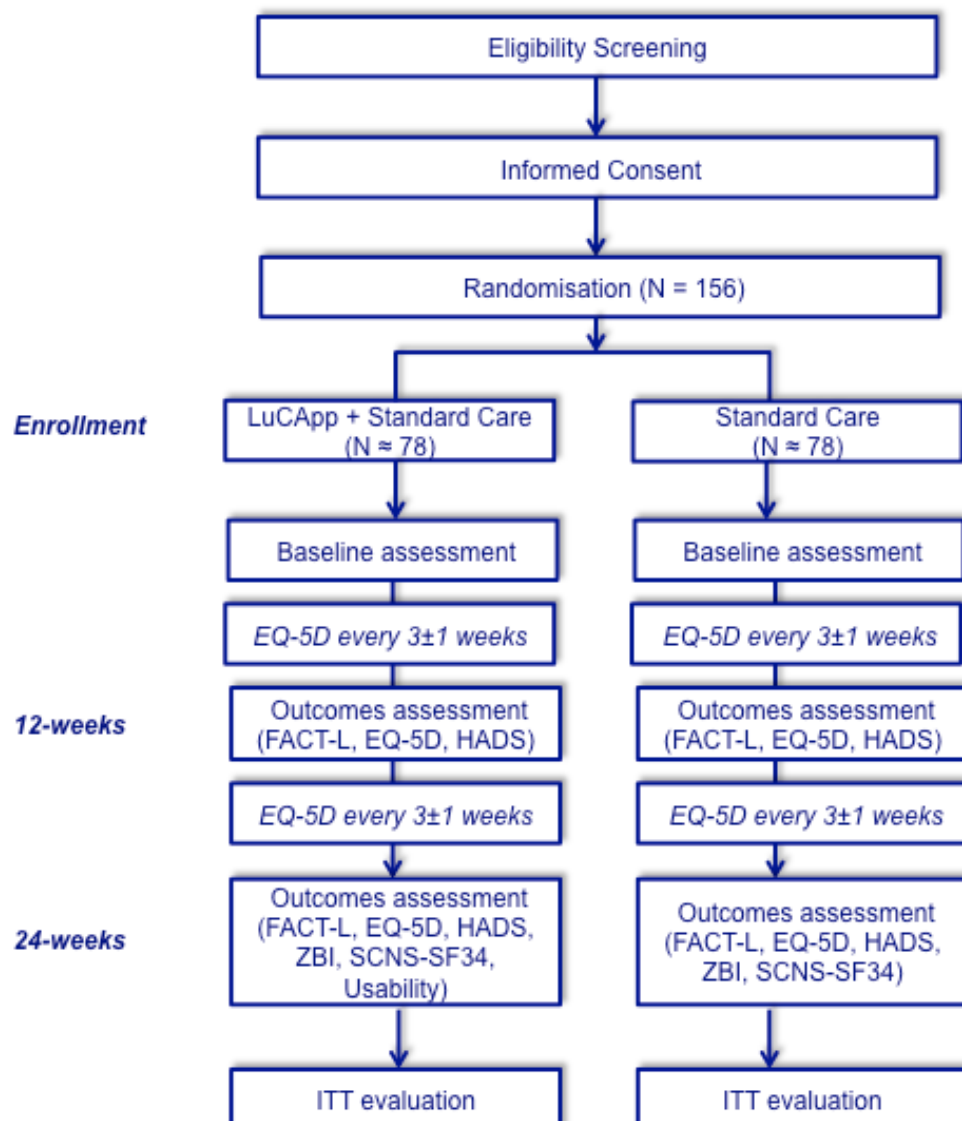 Eligibility Screening
Informed Consent
Randomisation (N = 156)
Enrollment
LuCApp + Standard Care
(N ≈ 78)
Standard Care
(N ≈ 78)
Baseline assessment
Baseline assessment
EQ-5D every 3±1 weeks
EQ-5D every 3±1 weeks
12-weeks
Outcomes assessment
(FACT-L, EQ-5D, HADS)
Outcomes assessment
(FACT-L, EQ-5D, HADS)
EQ-5D every 3±1 weeks
EQ-5D every 3±1 weeks
24-weeks
Outcomes assessment
(FACT-L, EQ-5D, HADS,
ZBI, SCNS-SF34,
Usability)
Outcomes assessment
(FACT-L, EQ-5D, HADS,
ZBI, SCNS-SF34)
ITT evaluation
ITT evaluation